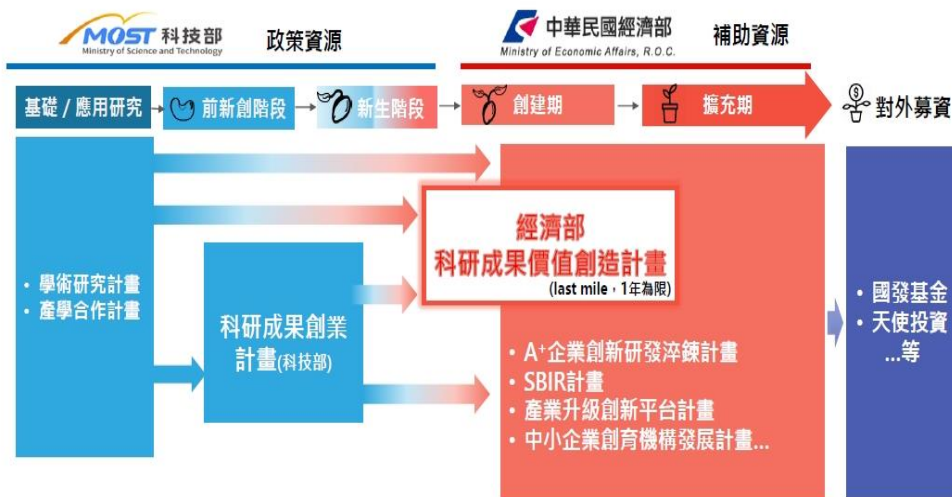 MOST 科技部
Ministry of Science and Technology
政策資源
中華民國經濟部
Ministry of Economic Affairs, R.O.C.
補助資源
基礎 / 應用研究
前新創階段
新生階段
創建期
擴充期
對外募資
• 學術研究計畫
• 產學合作計畫
科研成果創業
計畫(科技部)
經濟部
科研成果價值創造計畫
(last mile,1年為限)
• A+企業創新研發淬鍊計畫
• SBIR計畫
• 產業升級創新平台計畫
• 中小企業創育機構發展計畫...
• 國發基金
• 天使投資
...等